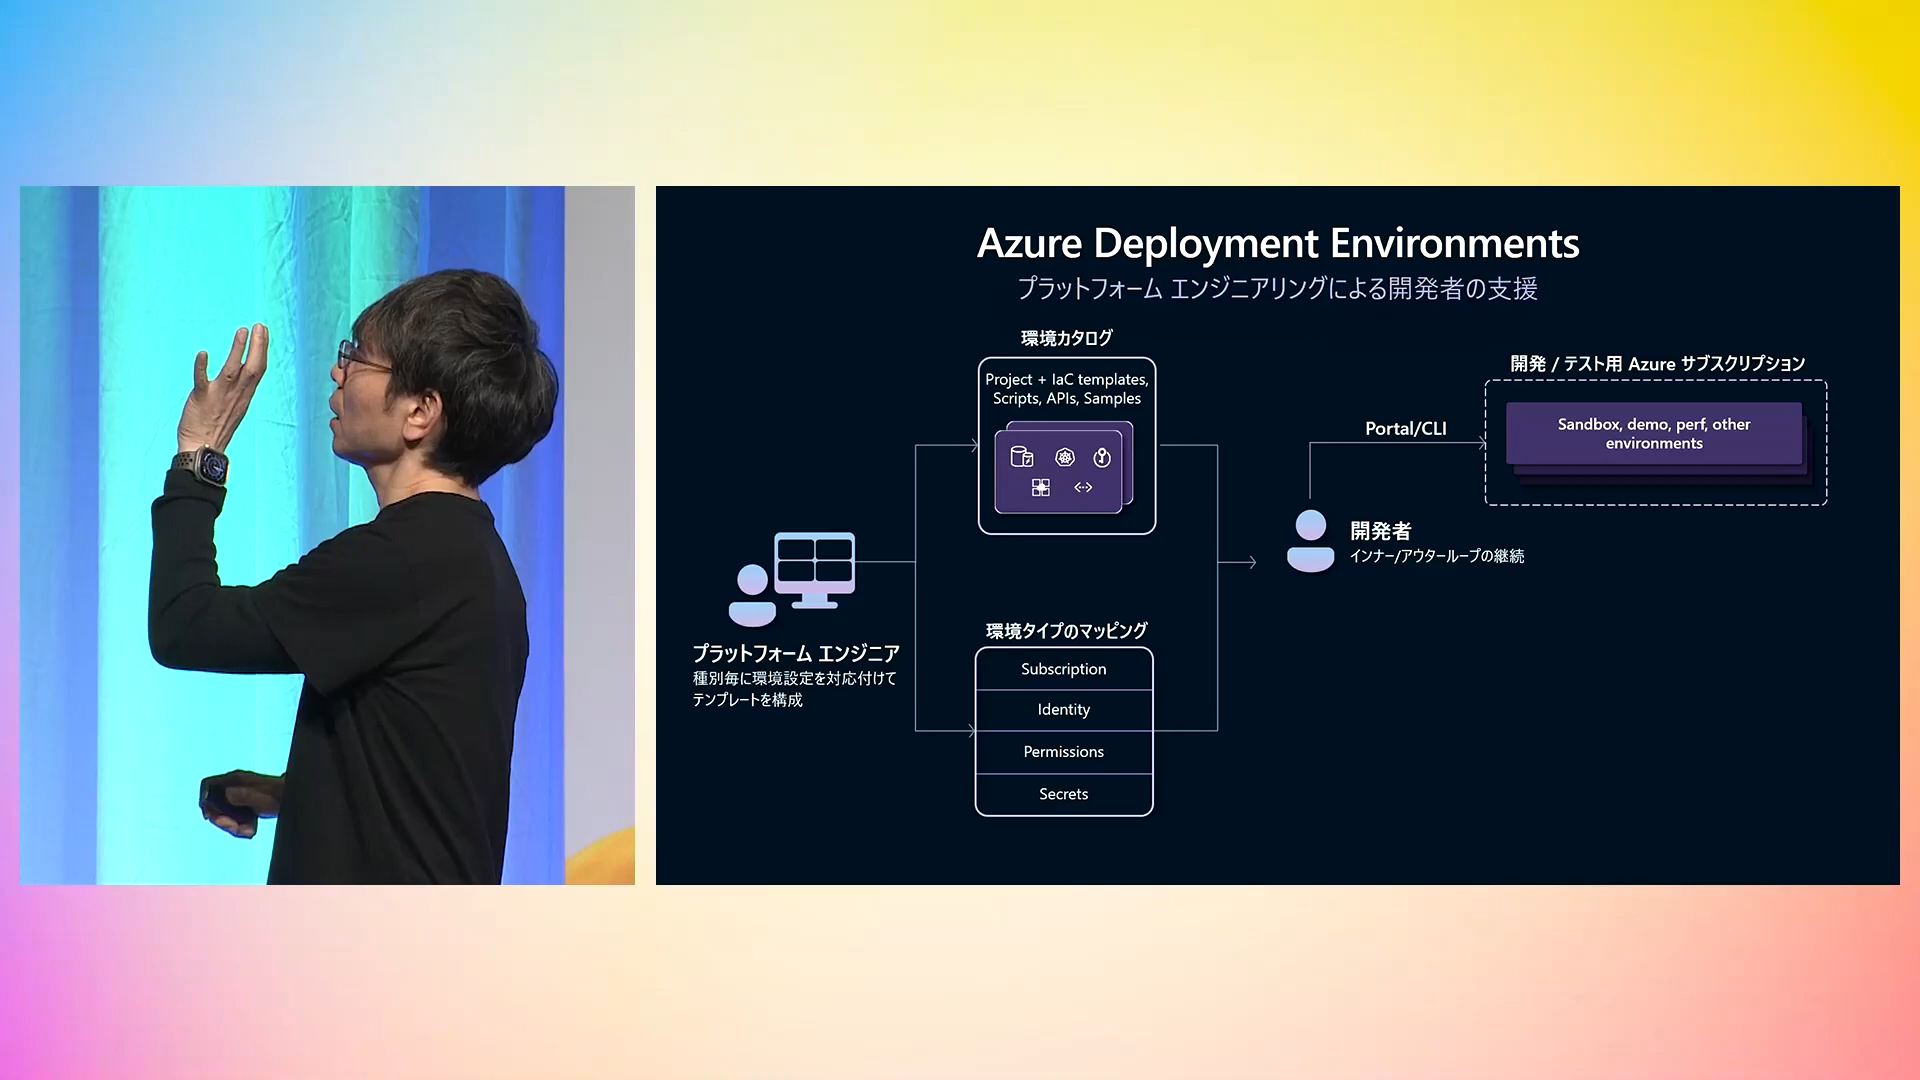 Azure Deployment Environments
プラットフォーム エンジニアリングによる開発者の支援
環境カタログ
Project + IaC templates,
Scripts, APIs, Samples
プラットフォーム エンジニア
種別毎に環境設定を対応付けて
テンプレートを構成
環境タイプのマッピング
Subscription
Identity
Permissions
Secrets
開発 / テスト用 Azure サブスクリプション
Sandbox, demo, perf, other
environments
Portal/CLI
開発者
インナー/アウターループの継続